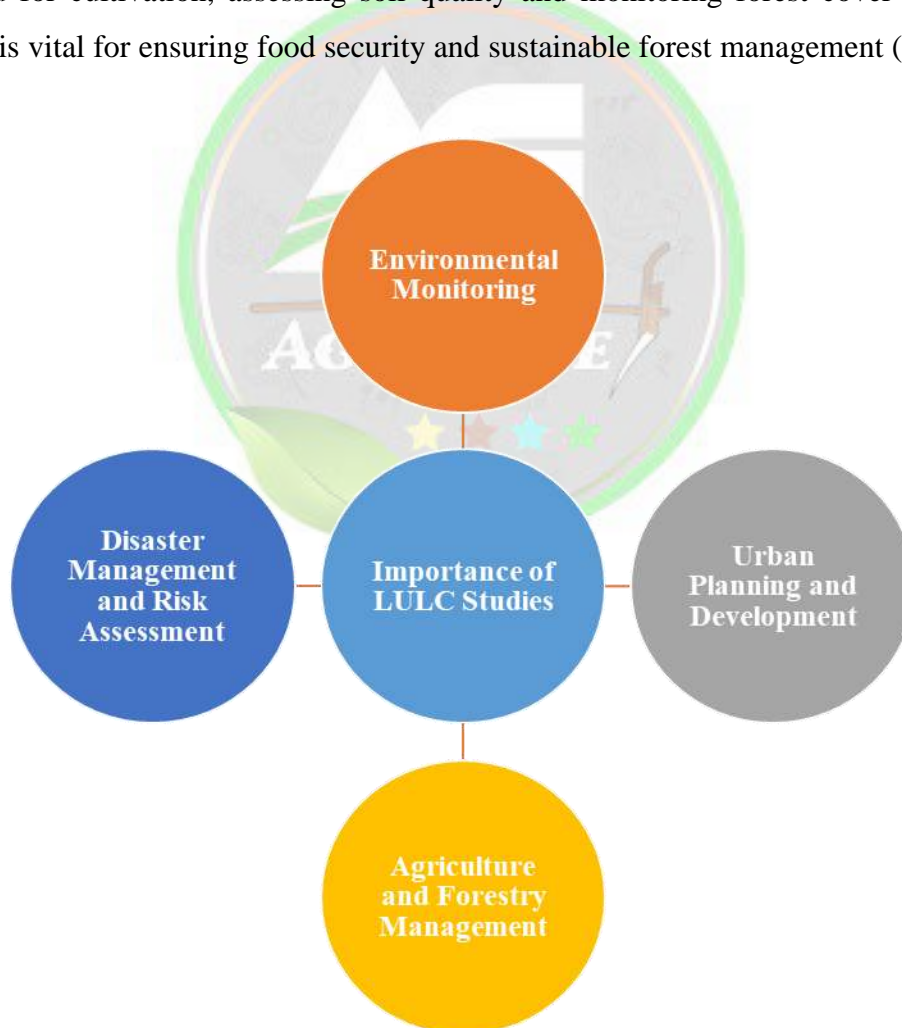 for cultivation, assessing soil quality and monitoring forest cover
is vital for ensuring food security and sustainable forest management (
Environmental
Monitoring
Disaster
Management
and Risk
Assessment
Importance of
LULC Studies
Urban
Planning and
Development
Agriculture
and Forestry
Management